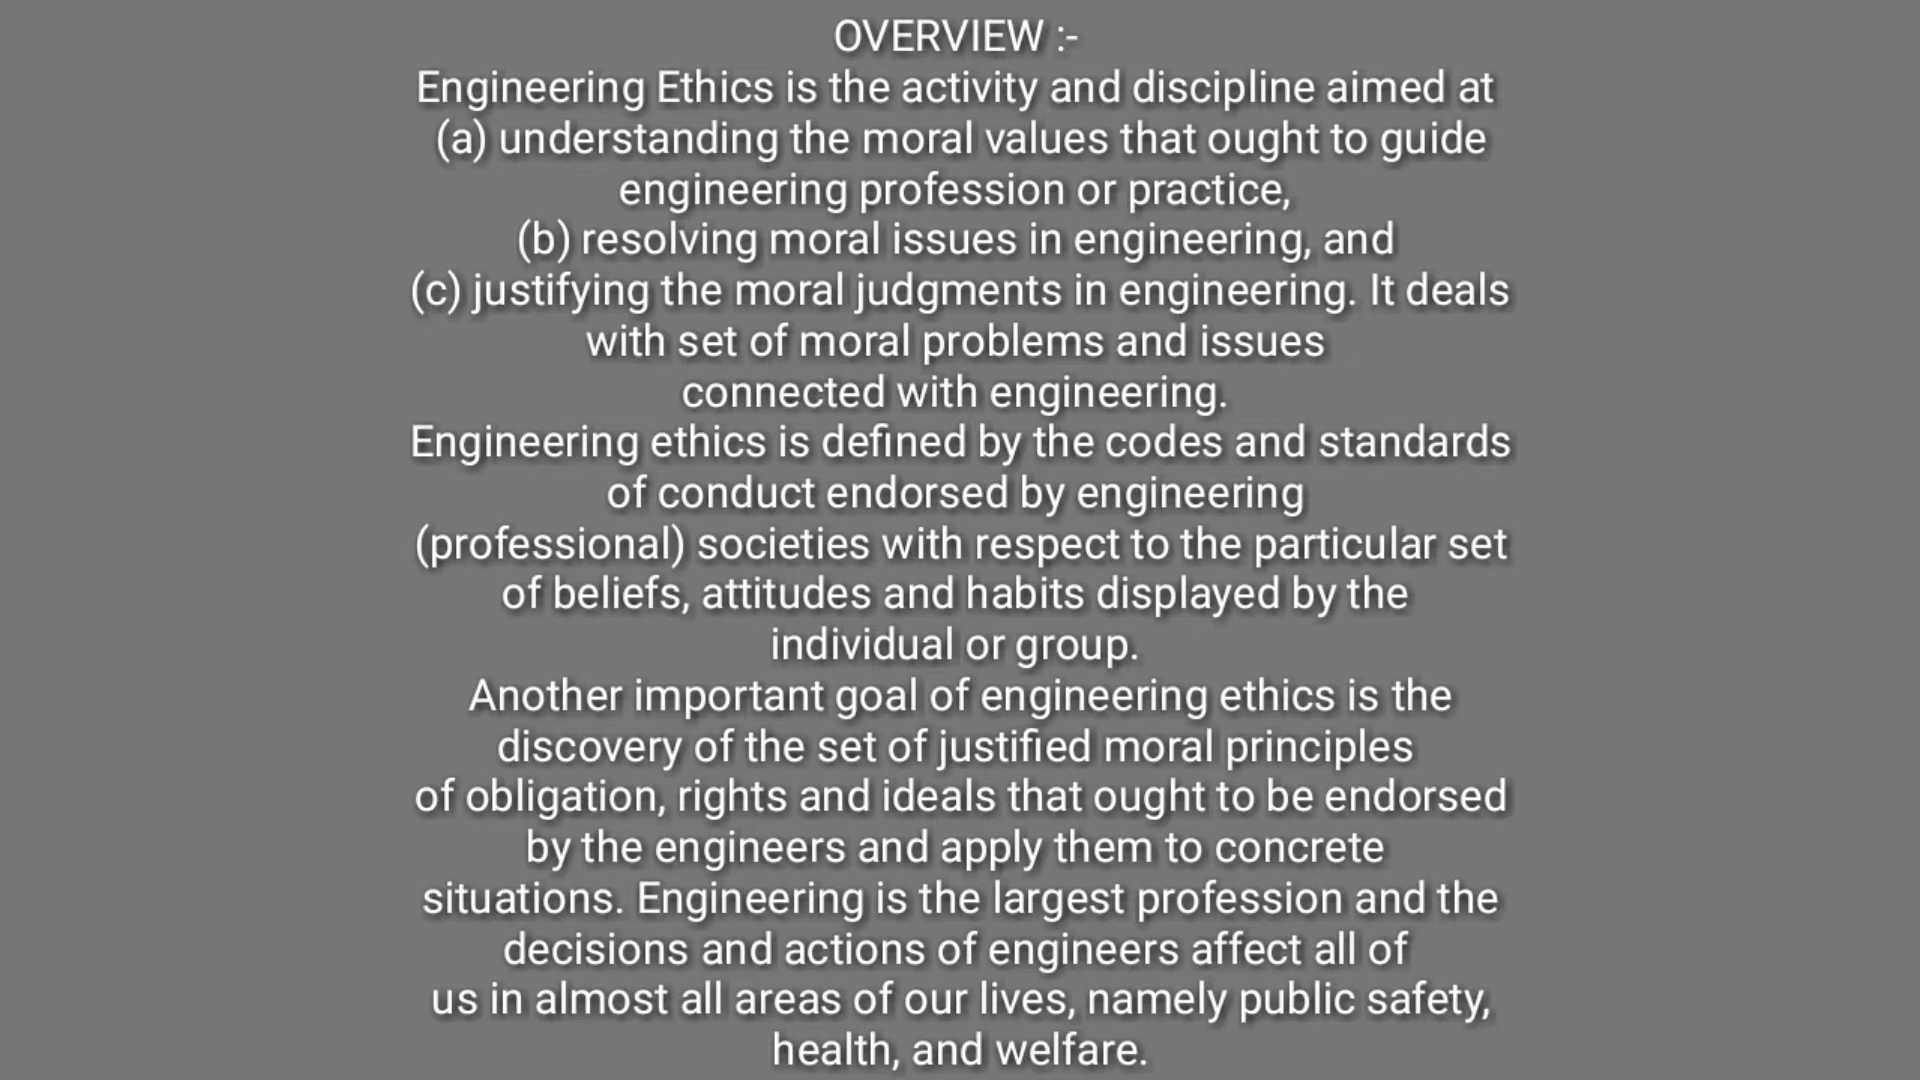 OVERVIEW :-
Engineering Ethics is the activity and discipline aimed at
(a) understanding the moral values that ought to guide
engineering profession or practice,
(b) resolving moral issues in engineering, and
(c) justifying the moral judgments in engineering. It deals
with set of moral problems and issues
connected with engineering.
Engineering ethics is defined by the codes and standards
of conduct endorsed by engineering
(professional) societies with respect to the particular set
of beliefs, attitudes and habits displayed by the
individual or group.
Another important goal of engineering ethics is the
discovery of the set of justified moral principles
of obligation, rights and ideals that ought to be endorsed
by the engineers and apply them to concrete
situations. Engineering is the largest profession and the
decisions and actions of engineers affect all of
us in almost all areas of our lives, namely public safety,
health, and welfare.